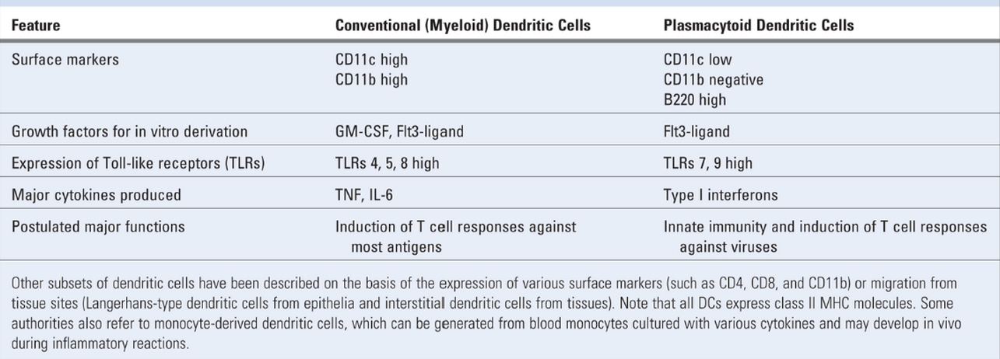 Feature Conventional (Myeloid) Dendritic Cells Plasmacytoid Dendritic Cells
Surface markers CD11c high CD11c low
CD11b high CD11b negative
B220 high
Growth factors for in vitro derivation GM-CSF, Flt3-ligand Flt3-ligand
Expression of Toll-like receptors (TLRs) TLRs 4, 5, 8 high TLRs 7, 9 high
Major cytokines produced TNF, IL-6 Type I interferons
Postulated major functions Induction of T cell responses against Innate immunity and induction of T cell responses
most antigens against viruses
Other subsets of dendritic cells have been described on the basis of the expression of various surface markers (such as CD4, CD8, and CD11b) or migration from
tissue sites (Langerhans-type dendritic cells from epithelia and interstitial dendritic cells from tissues). Note that all DCs express class II MHC molecules. Some
authorities also refer to monocyte-derived dendritic cells, which can be generated from blood monocytes cultured with various cytokines and may develop in vivo
during inflammatory reactions.